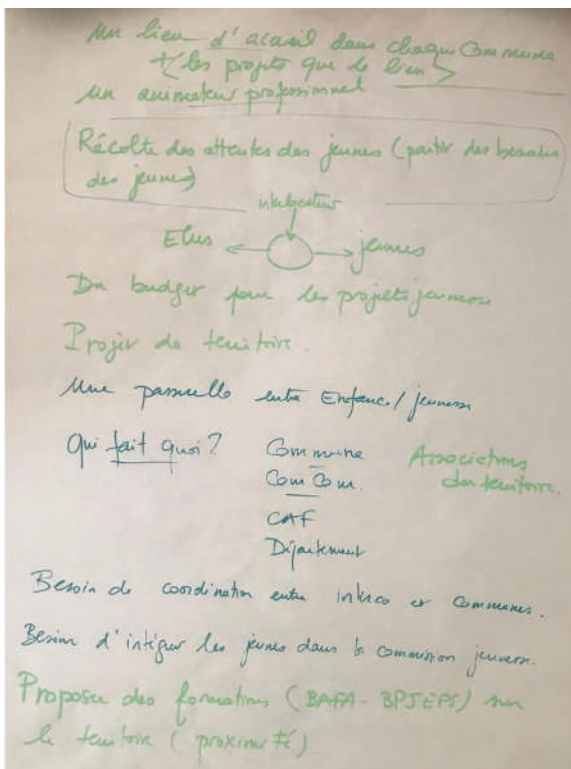 Un lieu d'accueil dans chaque Commune
+ < les projets que le lieu >
un animateur professionnel
Récolte des attentes des jeunes (partir des besoins
des jeunes)
interlocuteur
Elus ← → jeunes
Du budget pour les projets jeunesse
Projet de territoire.
Une passerelle entre Enfance / jeunesse
Qui fait quoi ? Commune Associations
Com Com. du territoire.
CAF
Département
Besoin de coordination entre interco et communes.
Besoin d'intégrer les jeunes dans la commission jeunesse.
Proposer des formations (BAFA - BPJEPS) sur
le territoire (proximité)